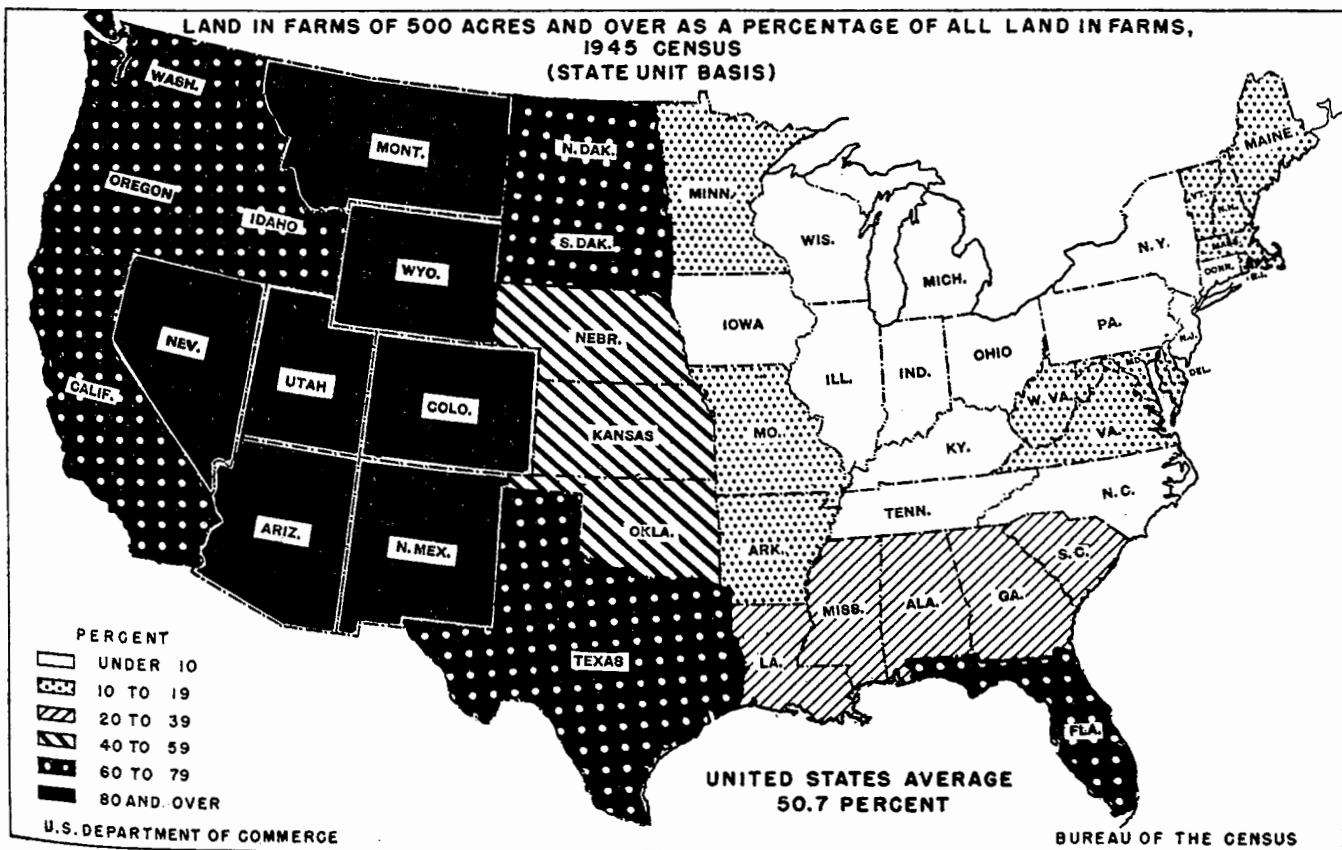 LAND IN FARMS OF 500 ACRES AND OVER AS A PERCENTAGE OF ALL LAND IN FARMS,
1945 CENSUS
(STATE UNIT BASIS)
WASH.
MONT.
N. DAK.
MINN.
MAINE
OREGON
IDAHO
S. DAK.
WIS.
VT.
N.H.
MASS.
CONN.
R.I.
N.Y.
WYO.
MICH.
IOWA
NEBR.
PA.
N.J.
NEV.
UTAH
COLO.
ILL.
IND.
OHIO
MD.
DEL.
CALIF.
KANSAS
MO.
W. VA.
VA.
KY.
ARIZ.
N. MEX.
OKLA.
ARK.
TENN.
N.C.
S.C.
MISS.
ALA.
GA.
TEXAS
LA.
FLA.
PERCENT
UNDER 10
10 TO 19
20 TO 39
40 TO 59
60 TO 79
80 AND OVER
UNITED STATES AVERAGE
50.7 PERCENT
U.S. DEPARTMENT OF COMMERCE
BUREAU OF THE CENSUS